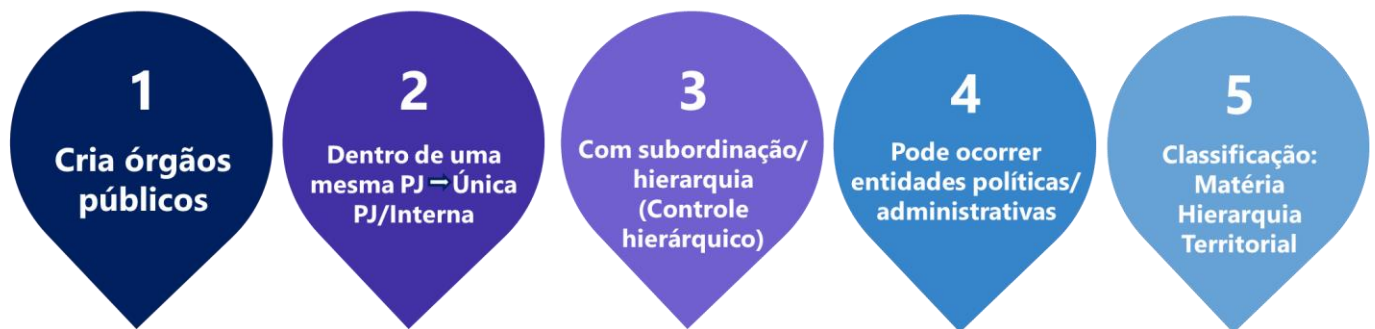 1
Cria órgãos
públicos
2
Dentro de uma
mesma PJ ➡ Única
PJ/Interna
3
Com subordinação/
hierarquia
(Controle
hierárquico)
4
Pode ocorrer
entidades políticas/
administrativas
5
Classificação:
Matéria
Hierarquia
Territorial